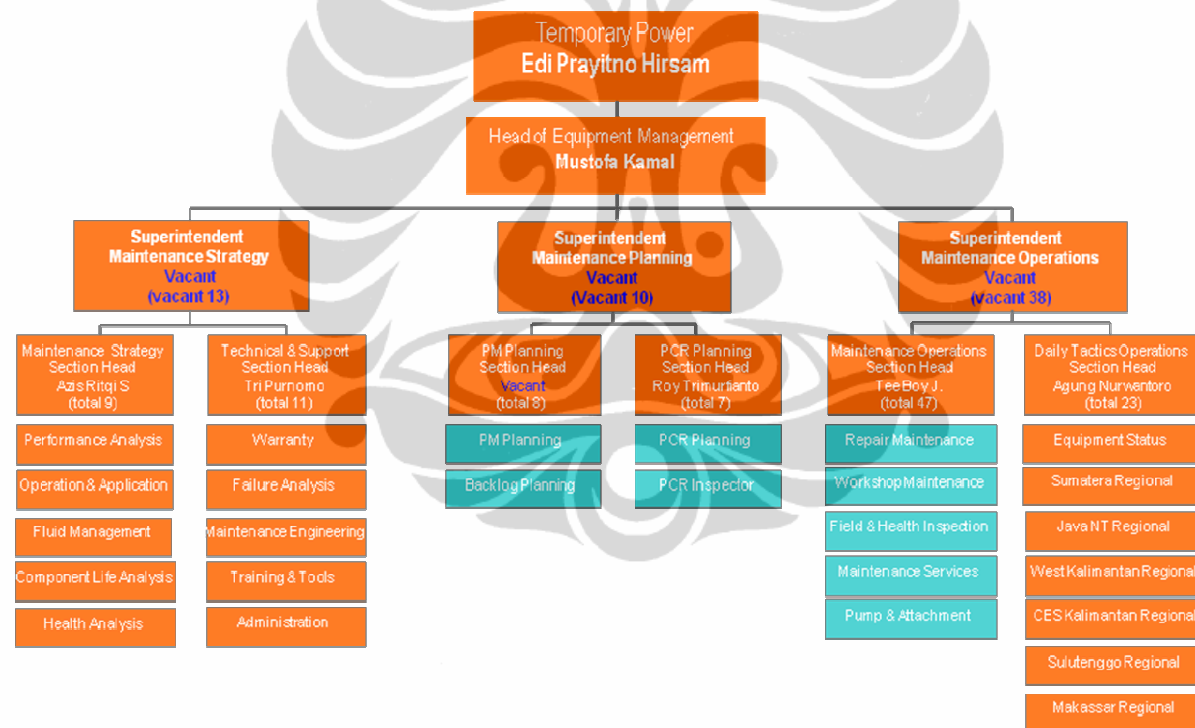 Temporary Power
Edi Prayitno Hirsam
Head of Equipment Management
Mustofa Kamal
Superintendent
Maintenance Strategy
Vacant
(vacant 13)
Superintendent
Maintenance Planning
Vacant
(Vacant 10)
Superintendent
Maintenance Operations
Vacant
(vacant 38)
Maintenance Strategy
Section Head
Azis Ritqi S
(total 9)
Technical & Support
Section Head
Tri Purnomo
(total 11)
PM Planning
Section Head
Vacant
(total 8)
PCR Planning
Section Head
Roy Trimurtianto
(total 7)
Maintenance Operations
Section Head
Tee Boy J.
(total 47)
Daily Tactics Operations
Section Head
Agung Nurwantoro
(total 23)
Performance Analysis
Operation & Application
Fluid Management
Component Life Analysis
Health Analysis
Warranty
Failure Analysis
Maintenance Engineering
Training & Tools
Administration
PM Planning
Backlog Planning
PCR Planning
PCR Inspector
Repair Maintenance
Workshop Maintenance
Field & Health Inspection
Maintenance Services
Pump & Attachment
Equipment Status
Sumatera Regional
Java NT Regional
West Kalimantan Regional
CES Kalimantan Regional
Sulutenggo Regional
Makassar Regional